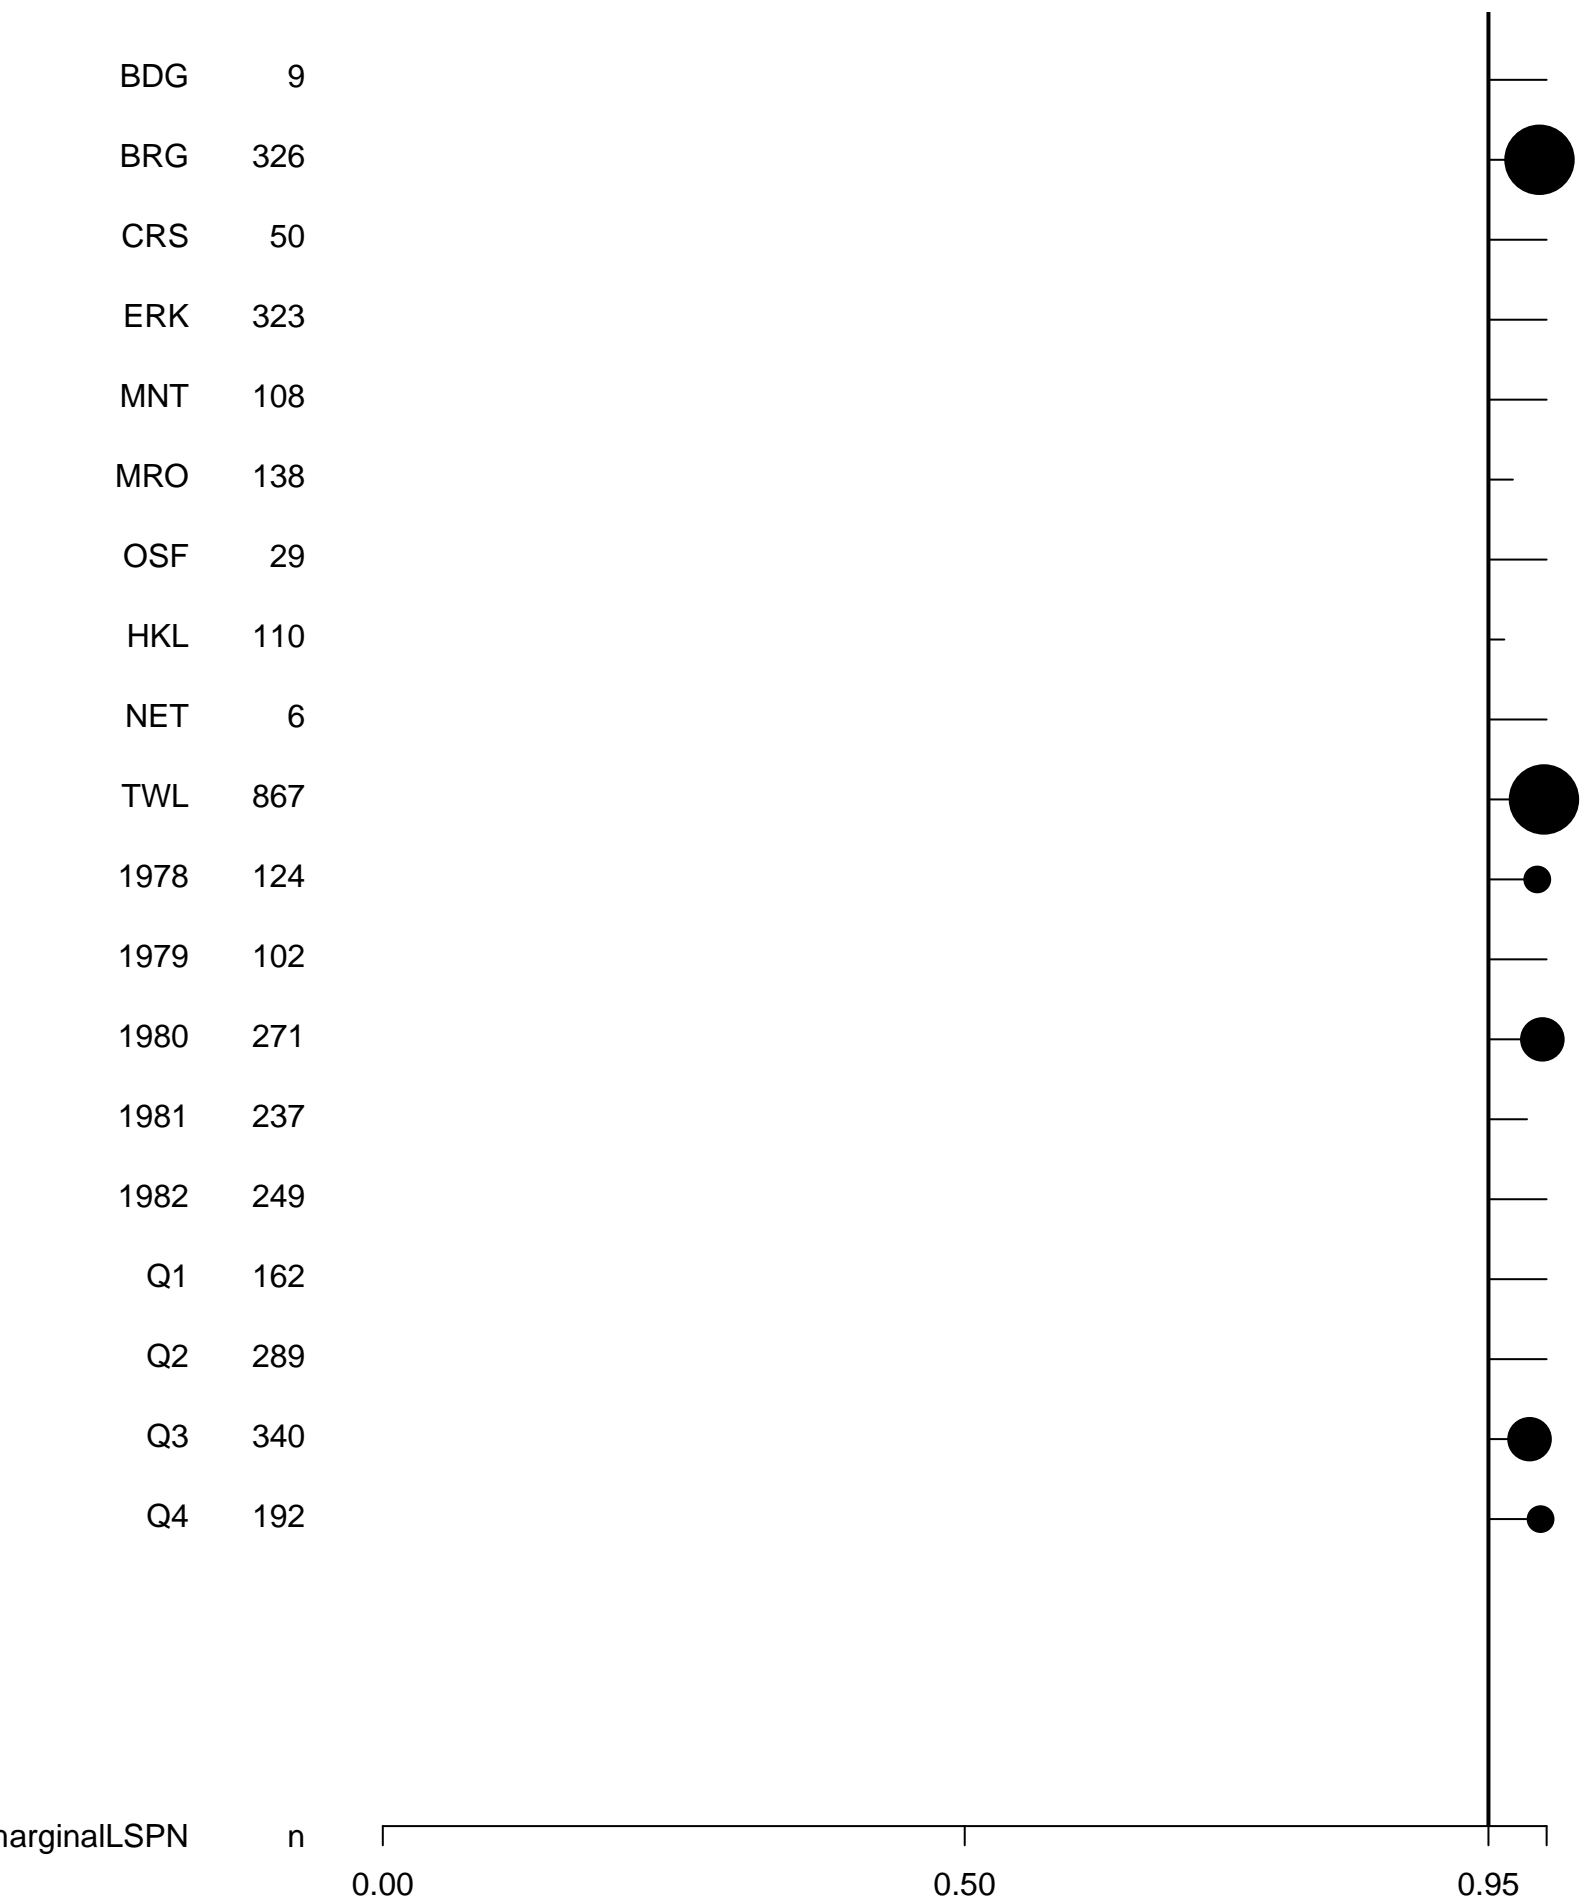 BDG 9
BRG 326
CRS 50
ERK 323
MNT 108
MRO 138
OSF 29
HKL 110
NET 6
TWL 867
1978 124
1979 102
1980 271
1981 237
1982 249
Q1 162
Q2 289
Q3 340
Q4 192
arginalLSPN n
0.00 0.50 0.95